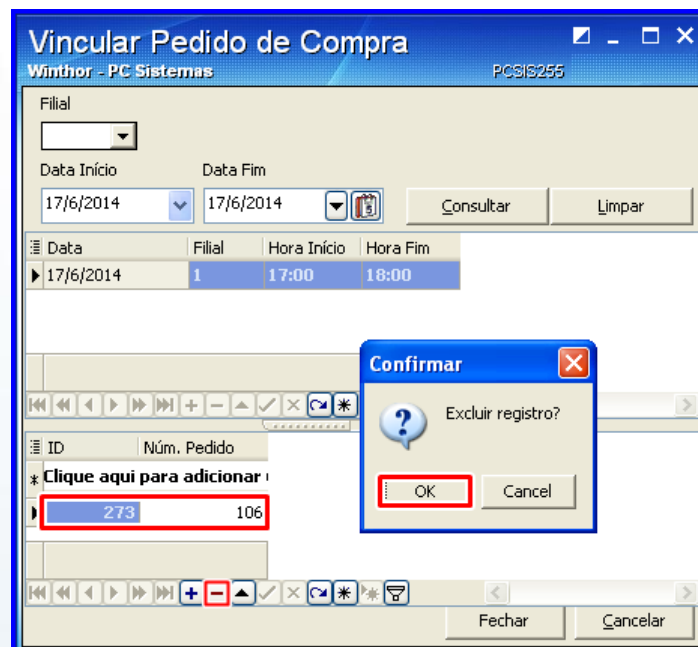 Vincular Pedido de Compra
Winthor - PC Sistemas PCSIS255
Filial
Data Início Data Fim
17/6/2014 17/6/2014 Consultar Limpar
Data Filial Hora Início Hora Fim
17/6/2014 1 17:00 18:00
Confirmar
Excluir registro?
OK Cancel
ID Núm. Pedido
Clique aqui para adicionar
273 106
Fechar Cancelar